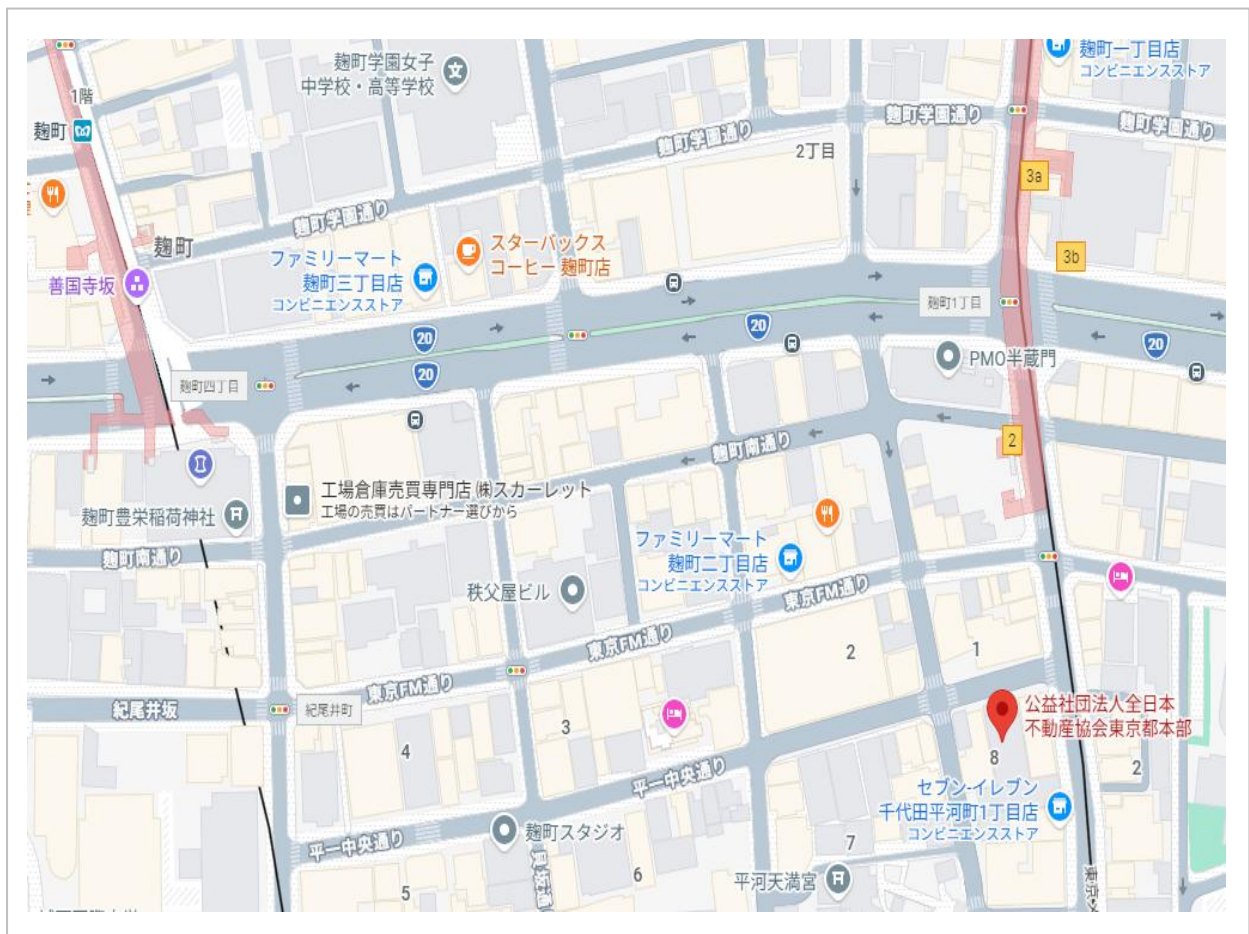 麹町学園女子
中学校・高等学校
麹町一丁目店
コンビニエンスストア
1階
麹町
麹町学園通り
麹町学園通り
麹町学園通り
2丁目
3a
麹町学園通り
麹町
スターバックス
コーヒー 麹町店
ファミリーマート
麹町三丁目店
コンビニエンスストア
3b
善国寺坂
麹町1丁目
20
20
20
20
PMO半蔵門
麹町四丁目
2
麹町南通り
工場倉庫売買専門店 ㈱スカーレット
工場の売買はパートナー選びから
麹町豊栄稲荷神社
麹町南通り
ファミリーマート
麹町二丁目店
コンビニエンスストア
秩父屋ビル
東京FM通り
東京FM通り
2
1
東京FM通り
紀尾井坂
紀尾井町
3
4
公益社団法人全日本
不動産協会東京都本部
8
2
平一中央通り
セブン-イレブン
千代田平河町1丁目店
コンビニエンスストア
麹町スタジオ
平一中央通り
7
貝坂通り
6
平河天満宮
5